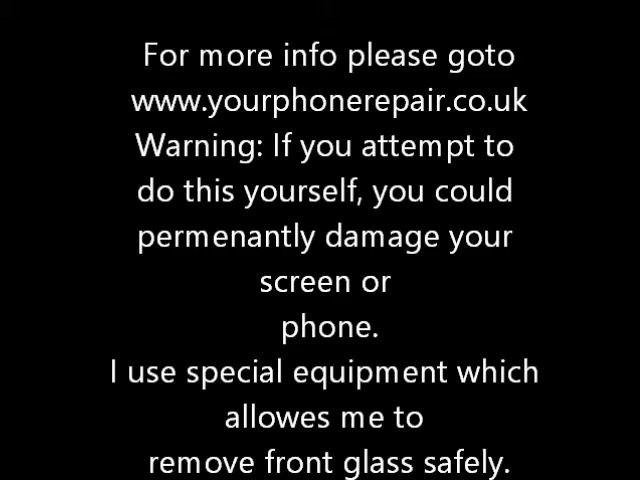 For more info please goto
www.yourphonerepair.co.uk
Warning: If you attempt to
do this yourself, you could
permenantly damage your
screen or
phone.
I use special equipment which
allowes me to
remove front glass safely.